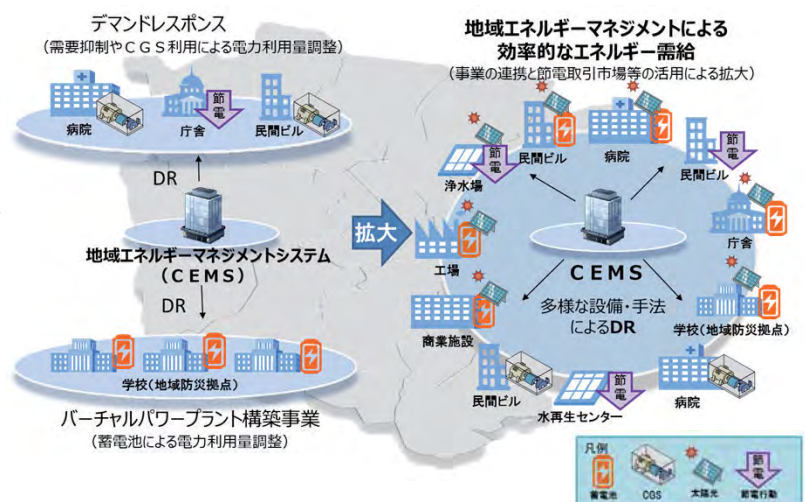 デマンドレスポンス
(需要抑制やCGS利用による電力利用量調整)
病院
庁舎
節電
民間ビル
DR
地域エネルギーマネジメントシステム
(CEMS)
DR
学校(地域防災拠点)
バーチャルパワープラント構築事業
(蓄電池による電力利用量調整)
拡大
地域エネルギーマネジメントによる
効率的なエネルギー需給
(事業の連携と節電取引市場等の活用による拡大)
節電
浄水場
民間ビル
病院
節電
民間ビル
庁舎
工場
CEMS
商業施設
多様な設備・手法
によるDR
学校(地域防災拠点)
民間ビル
節電
水再生センター
病院
凡例
蓄電池
CGS
太陽光
節電
節電行動